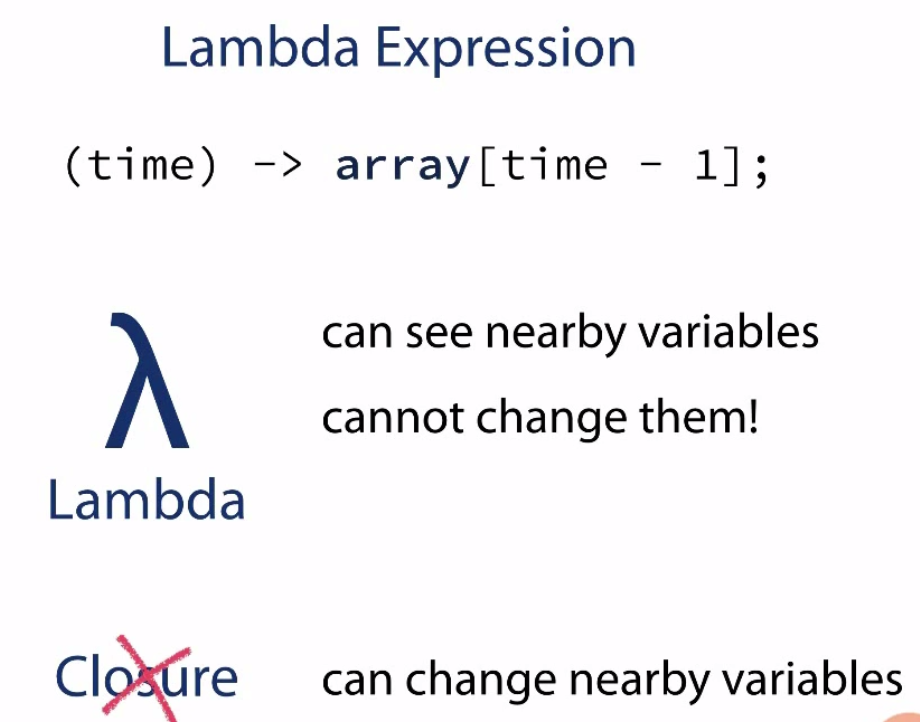 Lambda Expression
(time) -> array[time - 1];
can see nearby variables
cannot change them!
λ
Lambda
Closure
can change nearby variables